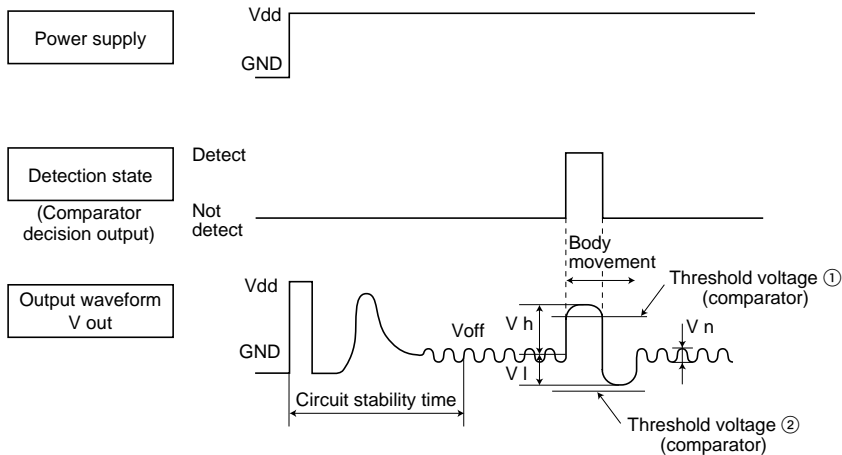 Power supply
Vdd
GND
Detection state
(Comparator
decision output)
Detect
Not
detect
Body
movement
Output waveform
V out
Vdd
GND
Voff
V h
V l
V n
Threshold voltage ①
(comparator)
Circuit stability time
Threshold voltage ②
(comparator)